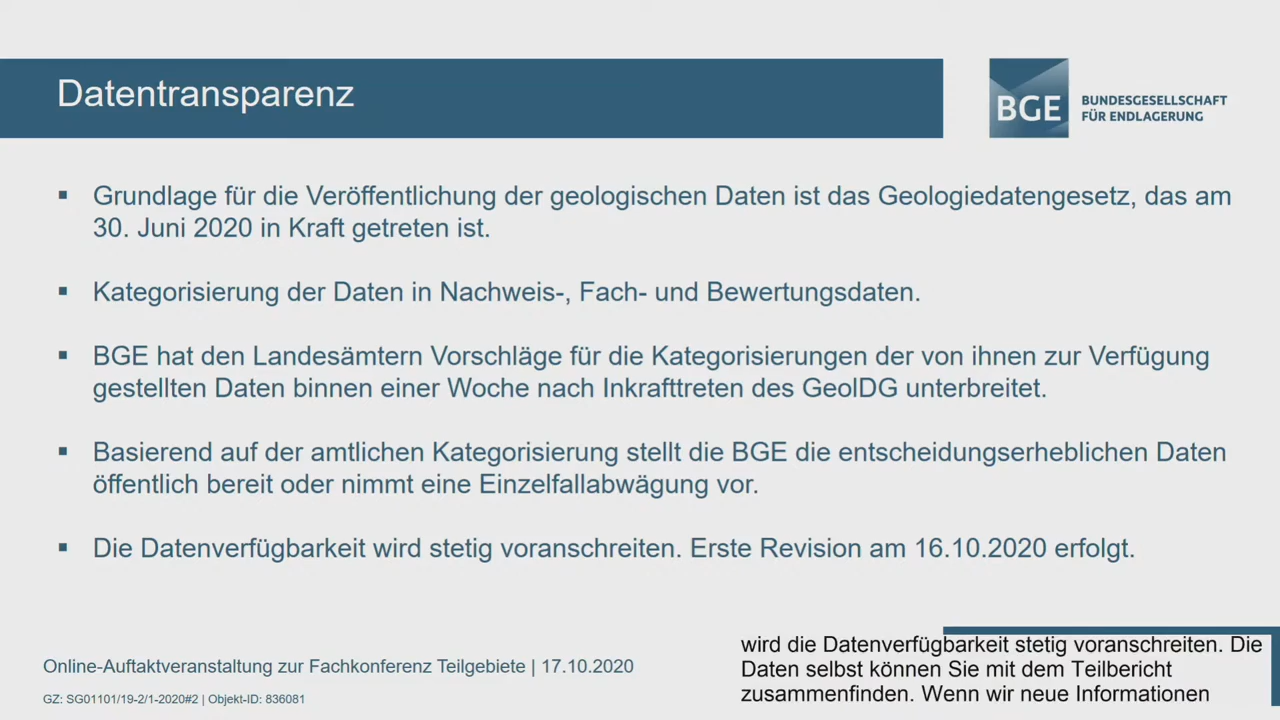 Datentransparenz
BGE
BUNDESGESELLSCHAFT
FÜR ENDLAGERUNG
▪ Grundlage für die Veröffentlichung der geologischen Daten ist das Geologiedatengesetz, das am
30. Juni 2020 in Kraft getreten ist.
▪ Kategorisierung der Daten in Nachweis-, Fach- und Bewertungsdaten.
▪ BGE hat den Landesämtern Vorschläge für die Kategorisierungen der von ihnen zur Verfügung
gestellten Daten binnen einer Woche nach Inkrafttreten des GeolDG unterbreitet.
▪ Basierend auf der amtlichen Kategorisierung stellt die BGE die entscheidungserheblichen Daten
öffentlich bereit oder nimmt eine Einzelfallabwägung vor.
▪ Die Datenverfügbarkeit wird stetig voranschreiten. Erste Revision am 16.10.2020 erfolgt.
Online-Auftaktveranstaltung zur Fachkonferenz Teilgebiete | 17.10.2020
GZ: SG01101/19-2/1-2020#2 | Objekt-ID: 836081
wird die Datenverfügbarkeit stetig voranschreiten. Die
Daten selbst können Sie mit dem Teilbericht
zusammenfinden. Wenn wir neue Informationen